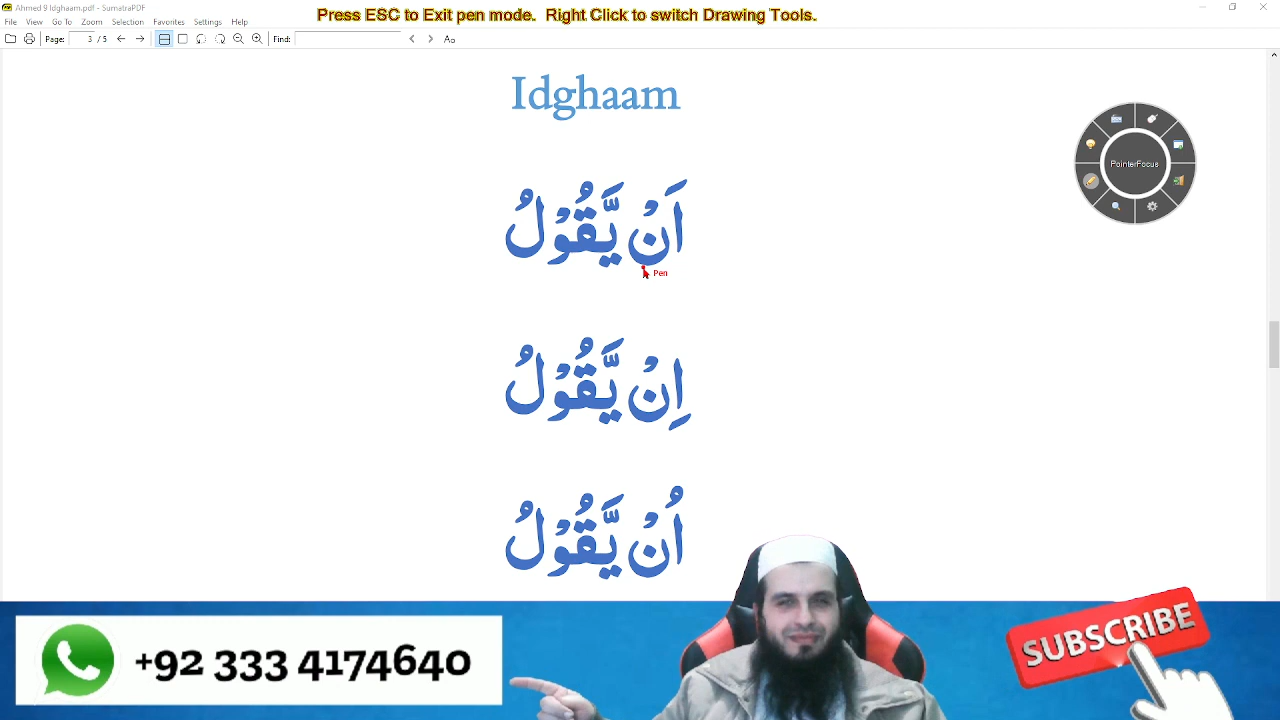 Ahmed 9 Idghaam.pdf - SumatraPDF
Press ESC to Exit pen mode. Right Click to switch Drawing Tools.
File View Go To Zoom Selection Favorites Settings Help
Page: 3 / 5 Find: Aa
Idghaam
PointerFocus
اَنْ يَّقُوْلُ
Pen
اِنْ يَّقُوْلُ
اُنْ يَّقُوْلُ
+92 333 4174640
SUBSCRIBE